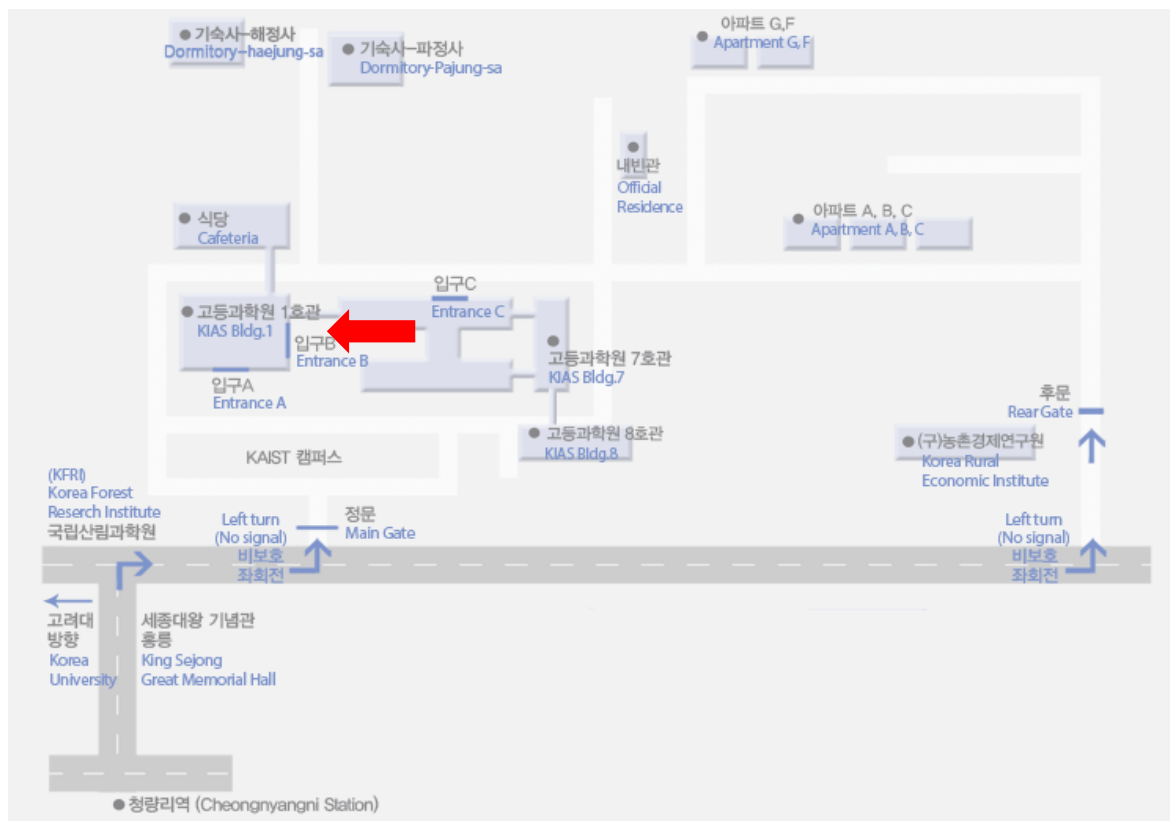 기숙사-해정사
Dormitory-haejung-sa
기숙사-파정사
Dormitory-Pajung-sa
아파트 G,F
Apartment G, F
내빈관
Official
Residence
식당
Cafeteria
아파트 A, B, C
Apartment A, B, C
입구C
Entrance C
고등과학원 1호관
KIAS Bldg.1
입구B
Entrance B
고등과학원 7호관
KIAS Bldg.7
입구A
Entrance A
후문
Rear Gate
고등과학원 8호관
KIAS Bldg.8
(구)농촌경제연구원
Korea Rural
Economic Institute
KAIST 캠퍼스
(KFRI)
Korea Forest
Reserch Institute
국립산림과학원
Left turn
(No signal)
비보호
좌회전
정문
Main Gate
Left turn
(No signal)
비보호
좌회전
고려대
방향
Korea
University
세종대왕 기념관
홍릉
King Sejong
Great Memorial Hall
청량리역 (Cheongnyangni Station)